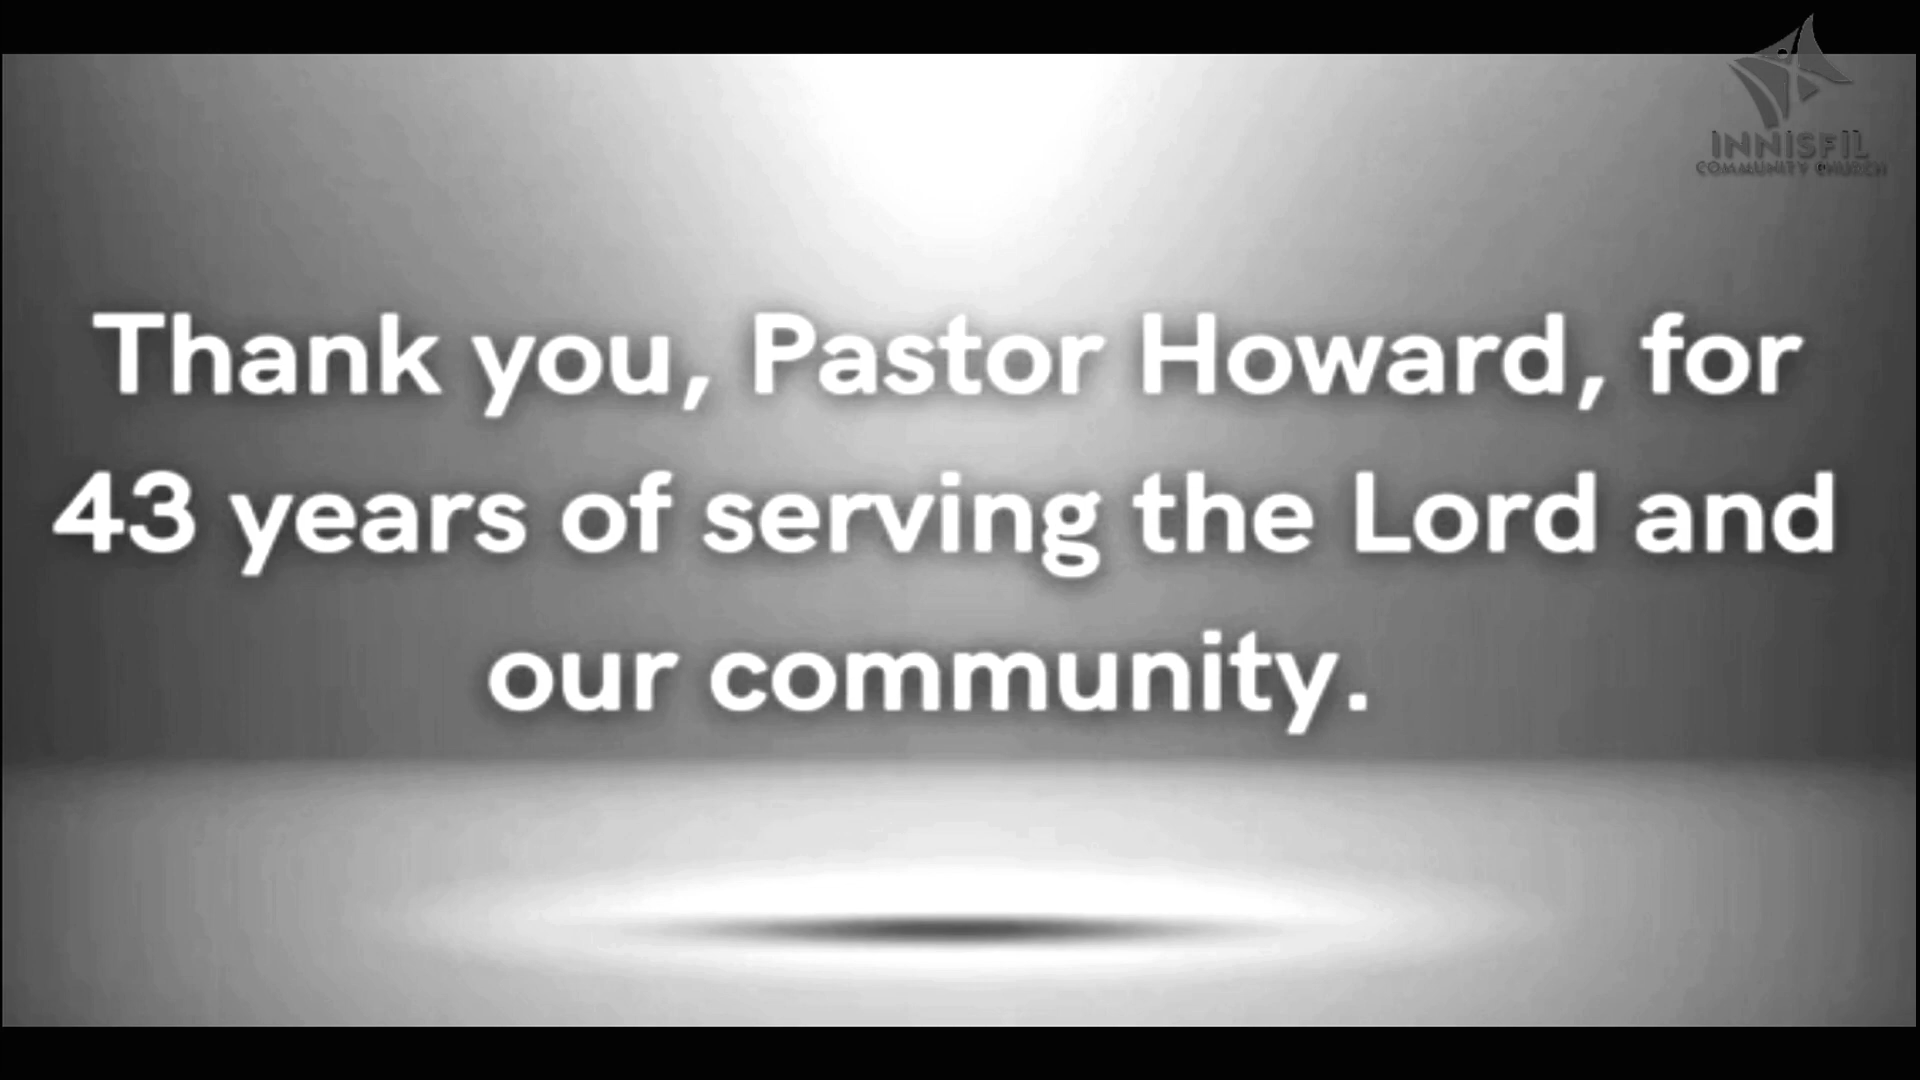 INNISFIL
COMMUNITY CHURCH
Thank you, Pastor Howard, for
43 years of serving the Lord and
our community.